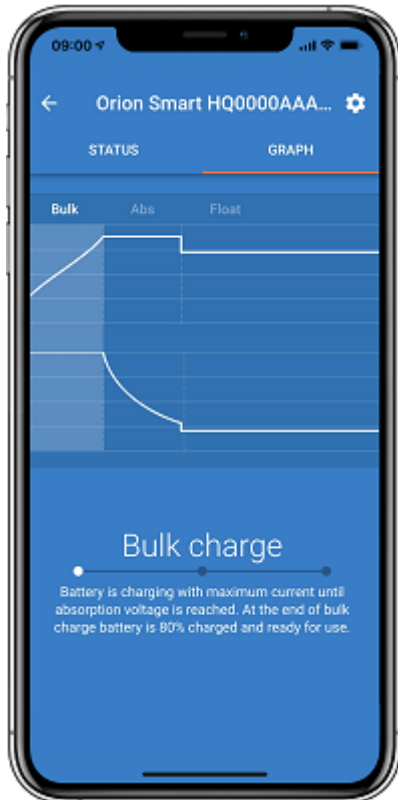 09:00
Orion Smart HQ0000AAA...
STATUS GRAPH
Bulk Abs Float
Bulk charge
Battery is charging with maximum current until
absorption voltage is reached. At the end of bulk
charge battery is 80% charged and ready for use.